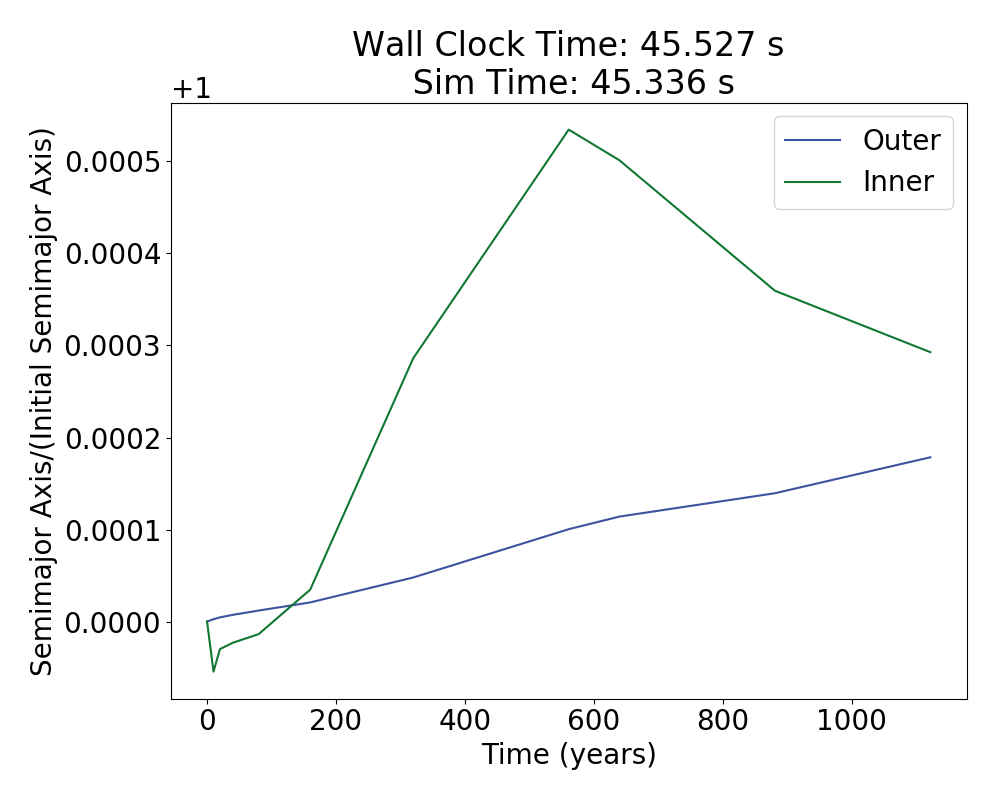 Wall Clock Time: 45.527 s
Sim Time: 45.336 s
+1
Outer
Inner
Semimajor Axis/(Initial Semimajor Axis)
0.0005
0.0004
0.0003
0.0002
0.0001
0.0000
0 200 400 600 800 1000
Time (years)